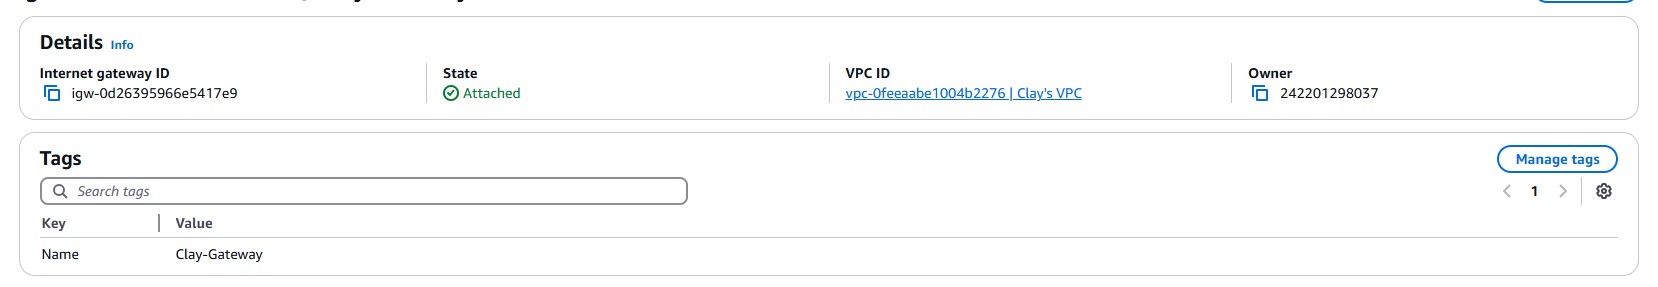 Details Info
Internet gateway ID
igw-0d26395966e5417e9
State
Attached
VPC ID
vpc-0feeaabe1004b2276 | Clay's VPC
Owner
242201298037
Tags
Manage tags
Search tags
1
Key Value
Name Clay-Gateway